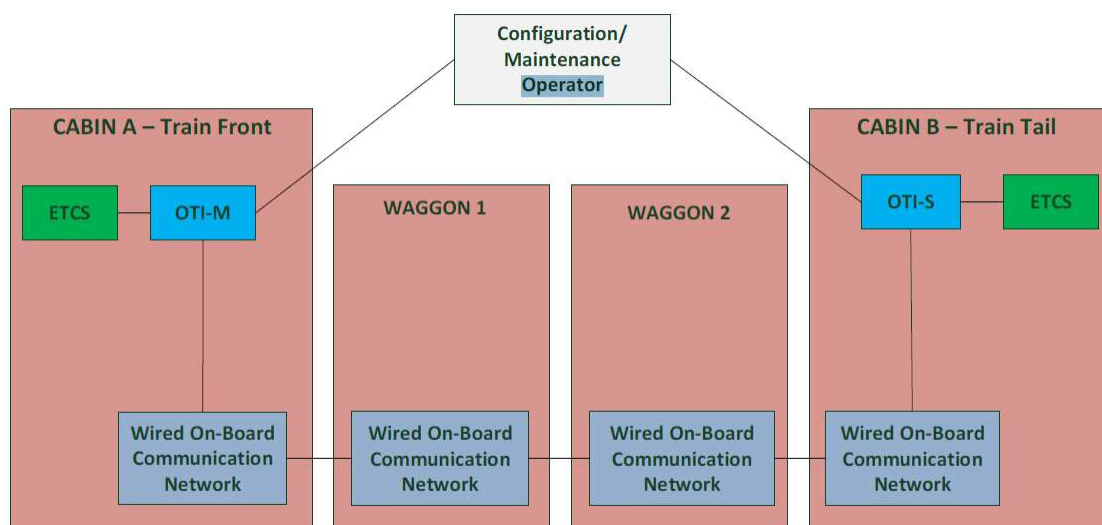 Configuration/
Maintenance
Operator
CABIN A – Train Front
CABIN B – Train Tail
ETCS
OTI-M
WAGGON 1
WAGGON 2
OTI-S
ETCS
Wired On-Board
Communication
Network
Wired On-Board
Communication
Network
Wired On-Board
Communication
Network
Wired On-Board
Communication
Network